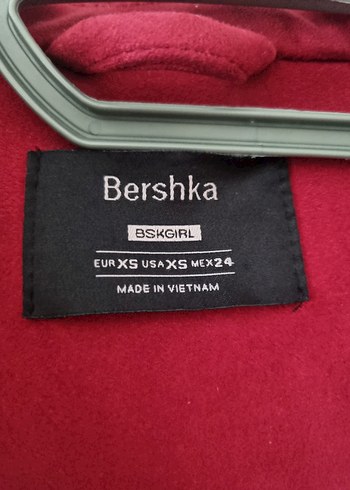 Bershka
BSKGIRL
EUR XS USA XS MEX 24
MADE IN VIETNAM